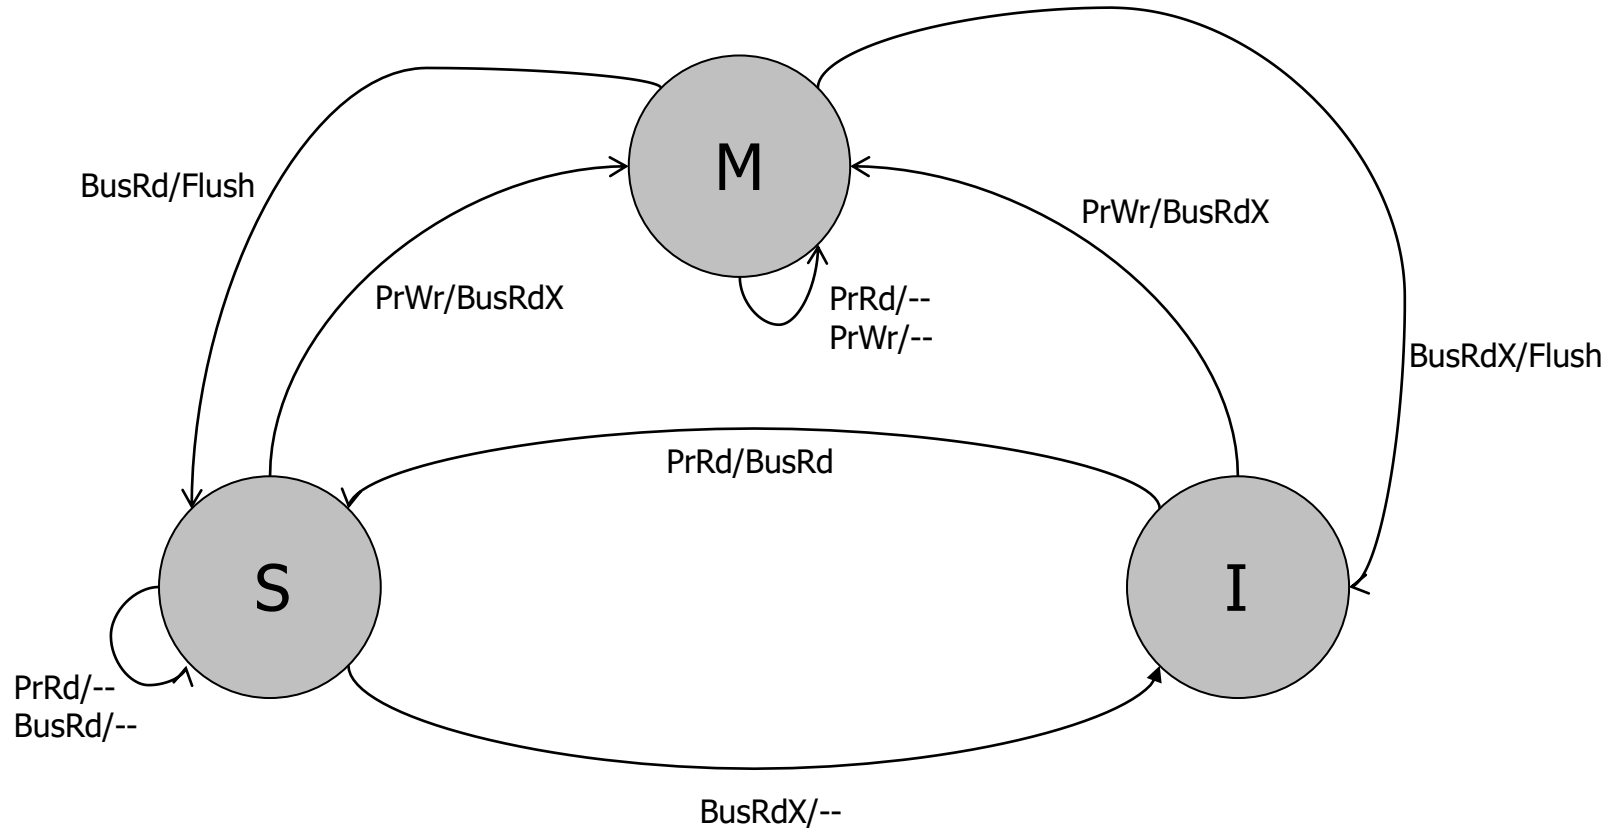 M
BusRd/Flush
PrWr/BusRdX
PrWr/BusRdX
PrRd/--
PrWr/--
BusRdX/Flush
PrRd/BusRd
S
I
PrRd/--
BusRd/--
BusRdX/--